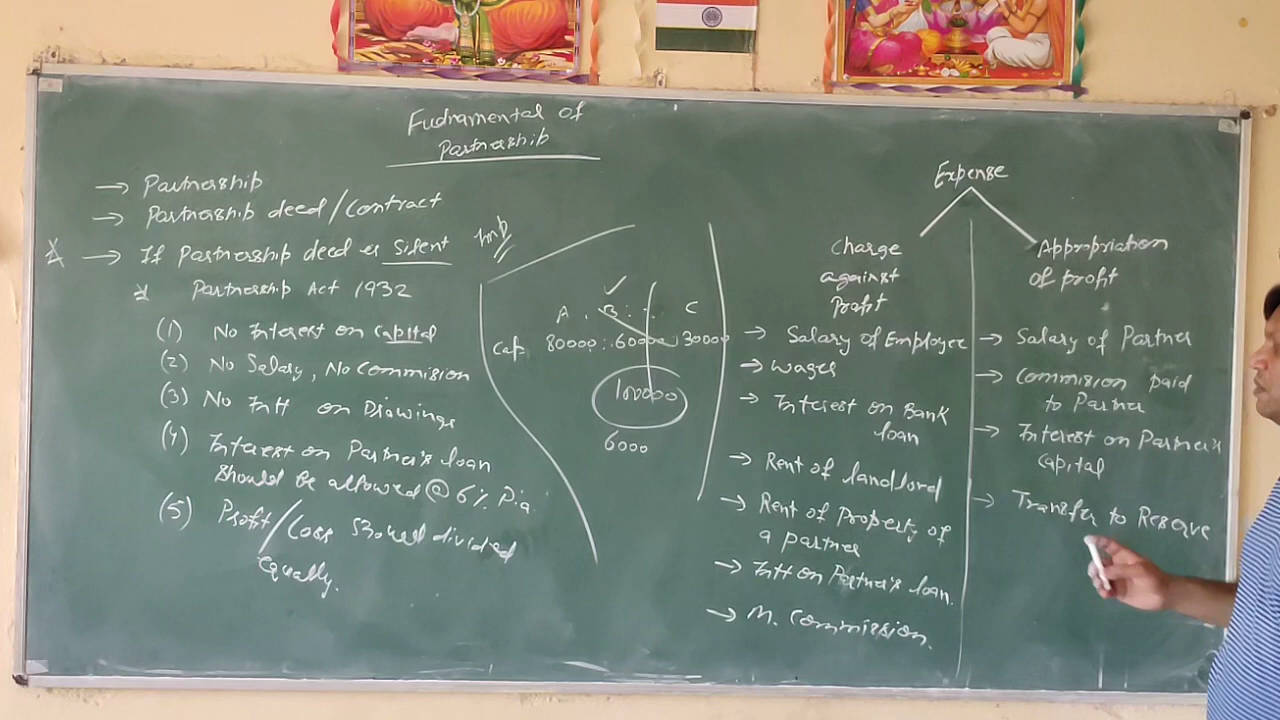 Fudramental of
Partnership
→ Partnership
→ Partnership deed/Contract
→ If Partnership deed is Silent
Partnership Act 1932
(1) No Interest on Capital
(2) No Salary, No Commision
(3) No Intt on Drawings
(4) Interest on Partner's loan
Should be allowed @ 6% P.a.
(5) Profit/Loss Should divided
equally.
Imp
A B C
Cap. 80000 : 60000 30000
100000
6000
Expense
Charge
against
Profit
→ Salary of Employee
→ Wages
→ Interest on Bank
loan
→ Rent of landlord
→ Rent of Property of
a partner
→ Intt on Partner's loan.
→ M. Commission.
Appropriation
of profit
→ Salary of Partner
→ Commision paid
to Partner
→ Interest on Partner's
Capital
→ Transfer to Reserve